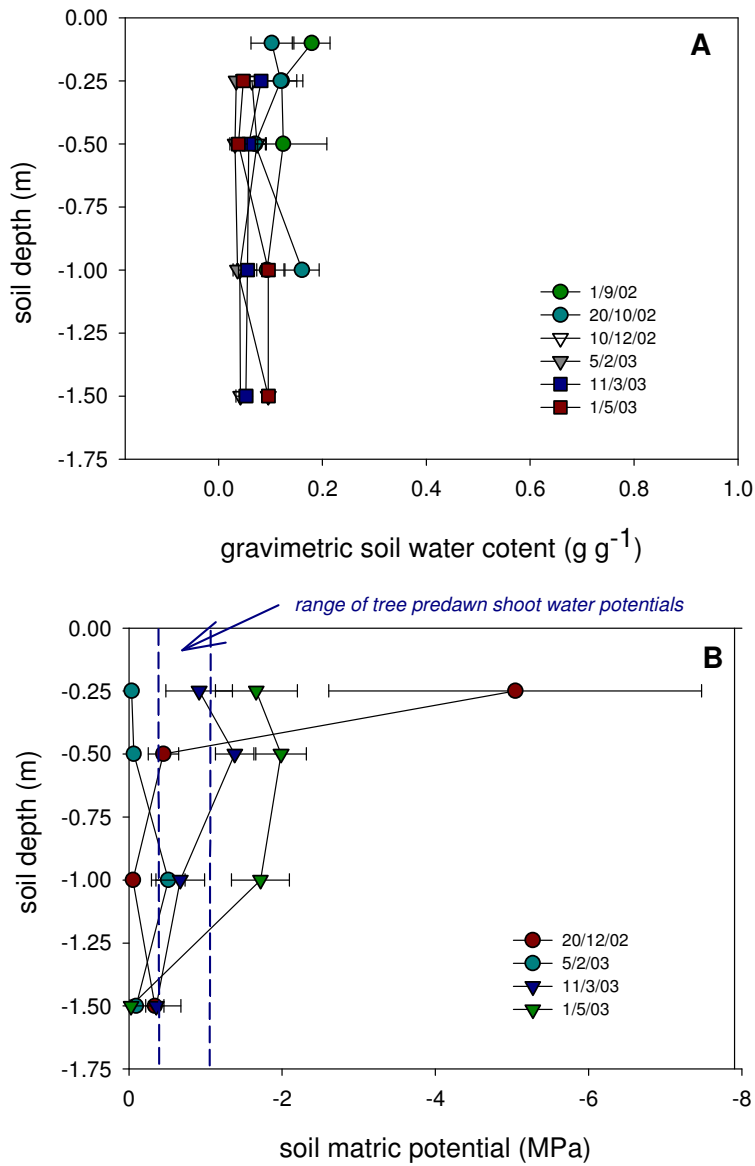 0.00
A
-0.25
-0.50
-0.75
-1.00
-1.25
-1.50
-1.75
soil depth (m)
1/9/02
20/10/02
10/12/02
5/2/03
11/3/03
1/5/03
0.0 0.2 0.4 0.6 0.8 1.0
gravimetric soil water cotent (g g-1)
range of tree predawn shoot water potentials
0.00
B
-0.25
-0.50
-0.75
-1.00
-1.25
-1.50
-1.75
soil depth (m)
20/12/02
5/2/03
11/3/03
1/5/03
0 -2 -4 -6 -8
soil matric potential (MPa)